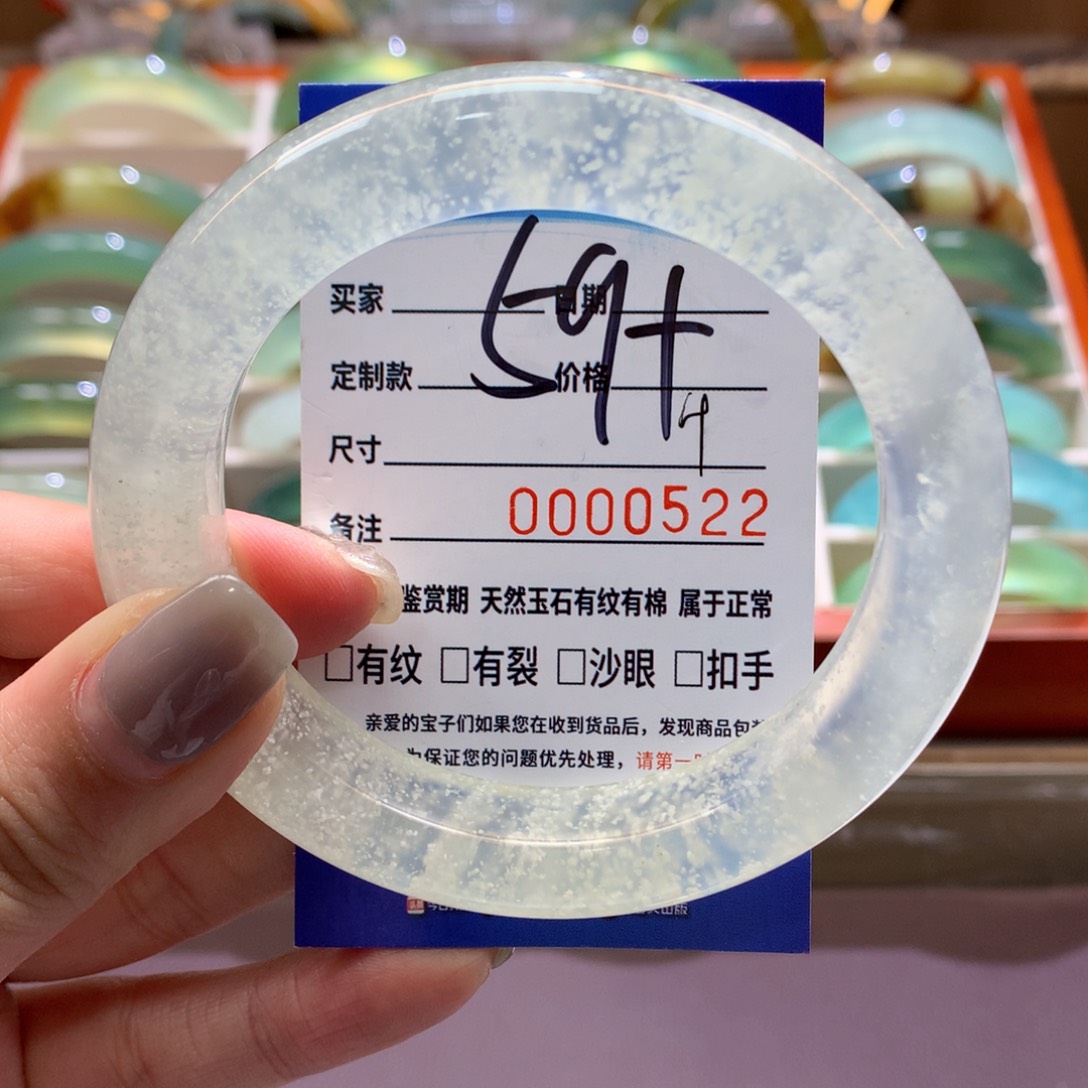 买家 日期
59+
定制款 价格
4
尺寸
0000522
备注
鉴赏期 天然玉石有纹有棉 属于正常
□有纹 □有裂 □沙眼 □扣手
亲爱的宝子们如果您在收到货品后，发现商品包
为保证您的问题优先处理，请第一